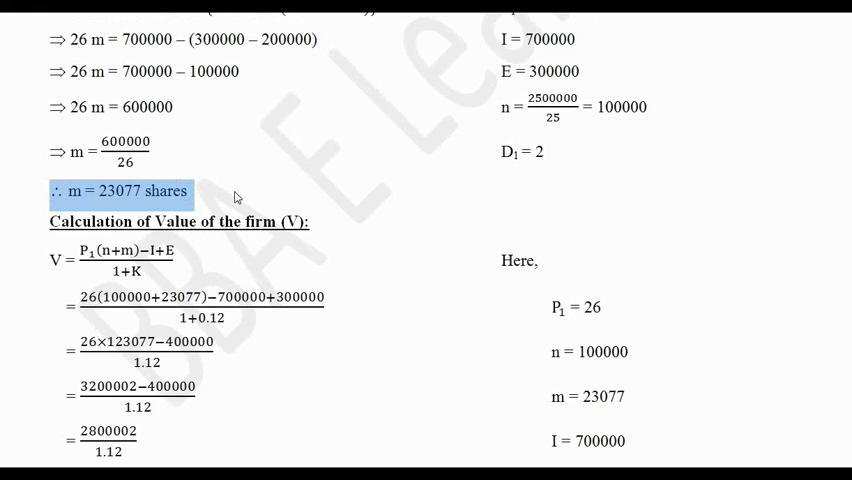 ⇒ 26 m = 700000 – (300000 – 200000)
I = 700000
⇒ 26 m = 700000 – 100000
E = 300000
⇒ 26 m = 600000
n = 2500000/25 = 100000
⇒ m = 600000/26
D₁ = 2
∴ m = 23077 shares
Calculation of Value of the firm (V):
V = P₁(n+m)−I+E/1+K
Here,
= 26(100000+23077)−700000+300000/1+0.12
P₁ = 26
= 26×123077−400000/1.12
n = 100000
= 3200002−400000/1.12
m = 23077
= 2800002/1.12
I = 700000
BBA E Lea